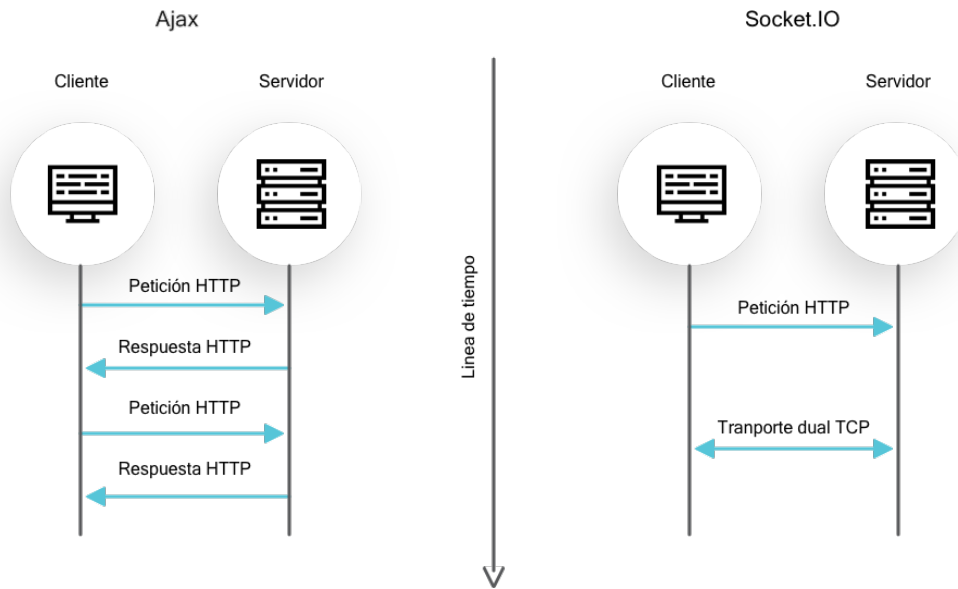 Ajax
Socket.IO
Cliente
Servidor
Cliente
Servidor
Petición HTTP
Respuesta HTTP
Petición HTTP
Respuesta HTTP
Linea de tiempo
Petición HTTP
Tranporte dual TCP